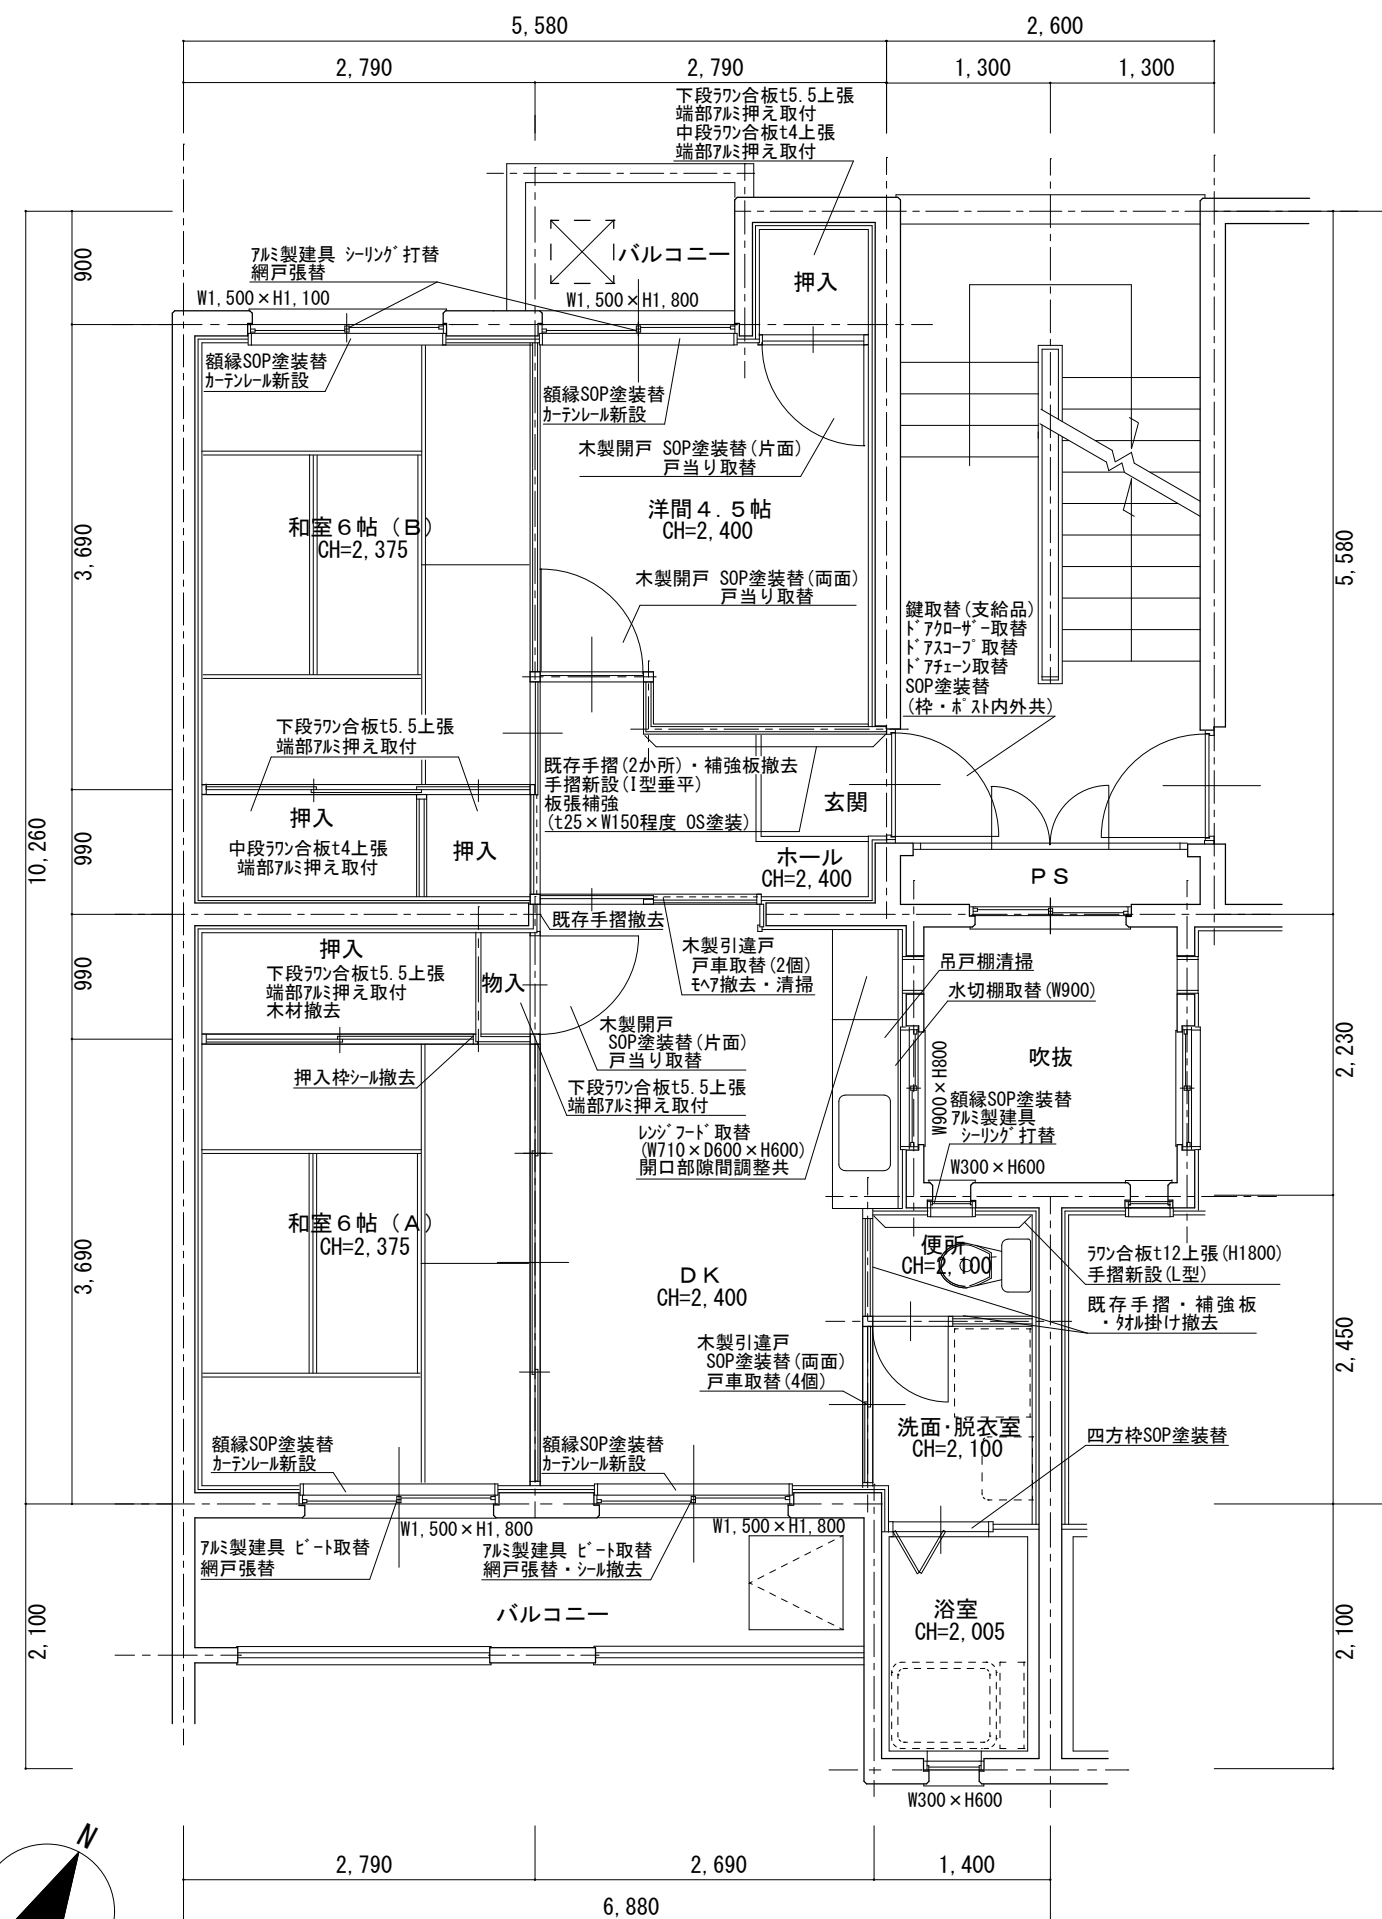 5,580
2,600
2,790
2,790
1,300
1,300
下段ﾗﾜﾝ合板t5.5上張
端部ｱﾙﾐ押え取付
中段ﾗﾜﾝ合板t4上張
端部ｱﾙﾐ押え取付
900
ｱﾙﾐ製建具 ｼｰﾘﾝｸﾞ打替
網戸張替
W1,500×H1,100
バルコニー
W1,500×H1,800
押入
額縁SOP塗装替
ｶｰﾃﾝﾚｰﾙ新設
額縁SOP塗装替
ｶｰﾃﾝﾚｰﾙ新設
木製開戸 SOP塗装替(片面)
戸当り取替
和室６帖（Ｂ）
CH=2,375
洋間４.５帖
CH=2,400
3,690
5,580
木製開戸 SOP塗装替(両面)
戸当り取替
鍵取替(支給品)
ﾄﾞｱｸﾛｰｻﾞｰ取替
ﾄﾞｱｽｺｰﾌﾟ取替
ﾄﾞｱﾁｪｰﾝ取替
SOP塗装替
(枠・ﾎﾟｽﾄ内外共)
下段ﾗﾜﾝ合板t5.5上張
端部ｱﾙﾐ押え取付
既存手摺(2か所)・補強板撤去
手摺新設(I型垂平)
板張補強
(t25×W150程度 OS塗装)
玄関
押入
中段ﾗﾜﾝ合板t4上張
端部ｱﾙﾐ押え取付
押入
ホール
CH=2,400
ＰＳ
10,260
990
既存手摺撤去
押入
下段ﾗﾜﾝ合板t5.5上張
端部ｱﾙﾐ押え取付
木材撤去
物入
木製引違戸
戸車取替(2個)
ﾓﾍｱ撤去・清掃
吊戸棚清掃
水切棚取替(W900)
990
木製開戸
SOP塗装替(片面)
戸当り取替
吹抜
2,230
押入枠ｼｰﾙ撤去
下段ﾗﾜﾝ合板t5.5上張
端部ｱﾙﾐ押え取付
W900×H800
額縁SOP塗装替
ｱﾙﾐ製建具
ｼｰﾘﾝｸﾞ打替
ﾚﾝｼﾞﾌｰﾄﾞ取替
(W710×D600×H600)
開口部隙間調整共
W300×H600
和室６帖（Ａ）
CH=2,375
3,690
ＤＫ
CH=2,400
便所
CH=2,100
ﾗﾜﾝ合板t12上張(H1800)
手摺新設(L型)
既存手摺・補強板
・ﾀｵﾙ掛け撤去
2,450
木製引違戸
SOP塗装替(両面)
戸車取替(4個)
洗面・脱衣室
CH=2,100
四方枠SOP塗装替
額縁SOP塗装替
ｶｰﾃﾝﾚｰﾙ新設
額縁SOP塗装替
ｶｰﾃﾝﾚｰﾙ新設
W1,500×H1,800
W1,500×H1,800
ｱﾙﾐ製建具 ﾋﾞｰﾄ取替
網戸張替
ｱﾙﾐ製建具 ﾋﾞｰﾄ取替
網戸張替・ｼｰﾙ撤去
バルコニー
浴室
CH=2,005
2,100
2,100
W300×H600
N
2,790
2,690
1,400
6,880